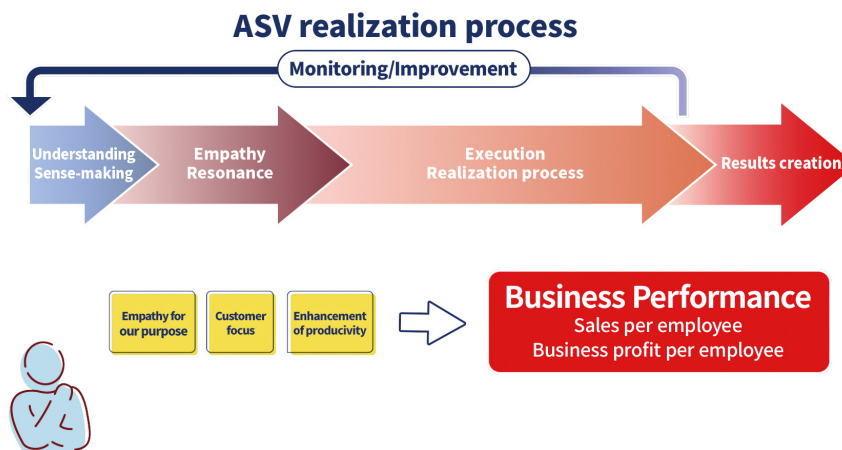 ASV realization process
Monitoring/Improvement
Understanding
Sense-making
Empathy
Resonance
Execution
Realization process
Results creation
Empathy for
our purpose
Customer
focus
Enhancement
of producivity
Business Performance
Sales per employee
Business profit per employee